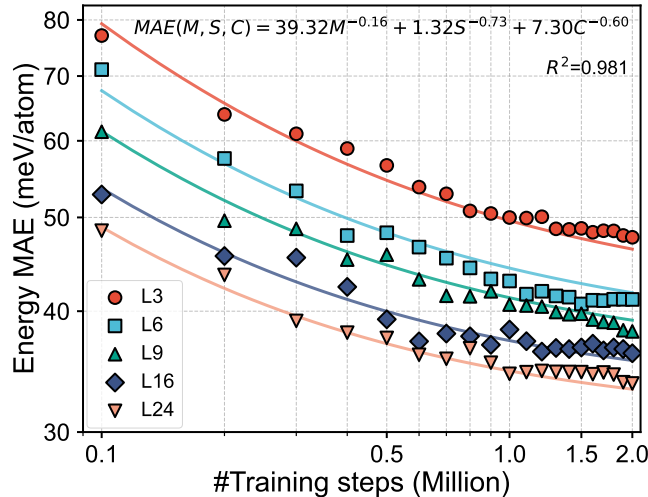 MAE(M, S, C) = 39.32M^{-0.16} + 1.32S^{-0.73} + 7.30C^{-0.60}
R^2=0.981
Energy MAE (meV/atom)
80
70
60
50
40
30
L3
L6
L9
L16
L24
0.1
0.5
1.0
1.5
2.0
#Training steps (Million)